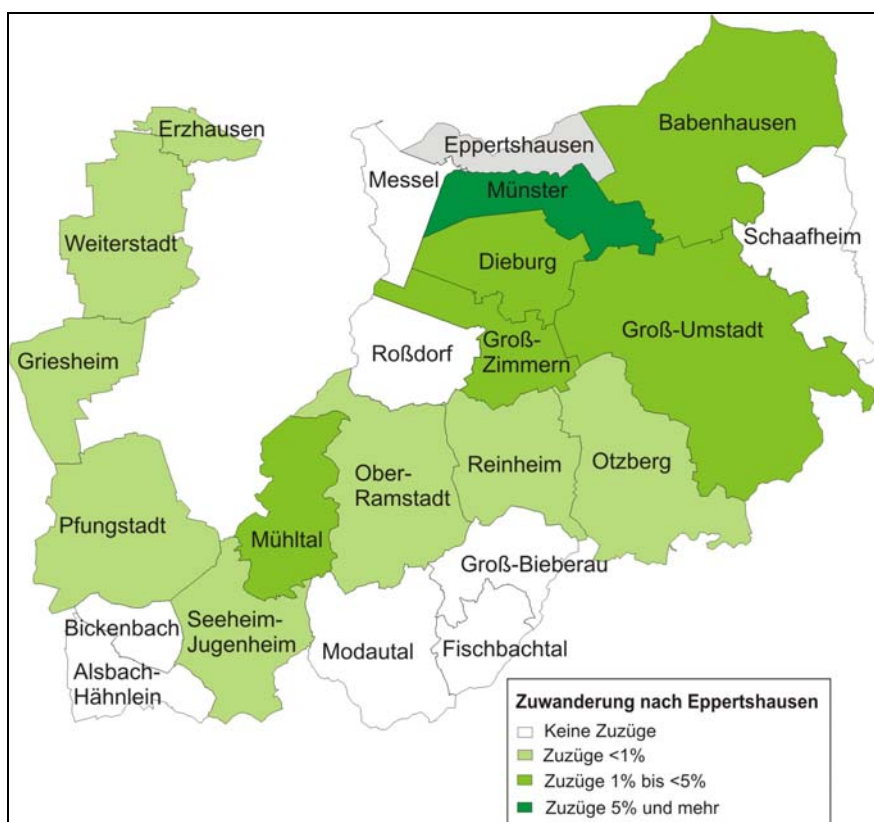 Erzhausen
Babenhausen
Eppertshausen
Messel
Münster
Weiterstadt
Schaafheim
Dieburg
Groß-Umstadt
Griesheim
Roßdorf
Groß-
Zimmern
Ober-
Ramstadt
Reinheim
Otzberg
Pfungstadt
Mühltal
Groß-Bieberau
Bickenbach
Seeheim-
Jugenheim
Modautal
Fischbachtal
Alsbach-
Hähnlein
Zuwanderung nach Eppertshausen
Keine Zuzüge
Zuzüge <1%
Zuzüge 1% bis <5%
Zuzüge 5% und mehr